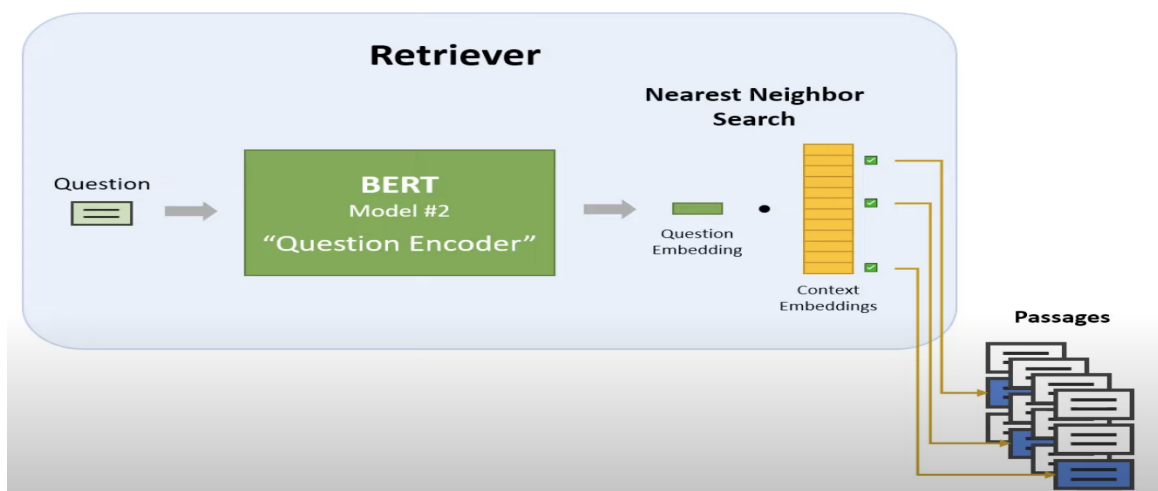 Retriever
Nearest Neighbor
Search
Question
BERT
Model #2
“Question Encoder”
Question
Embedding
Context
Embeddings
Passages